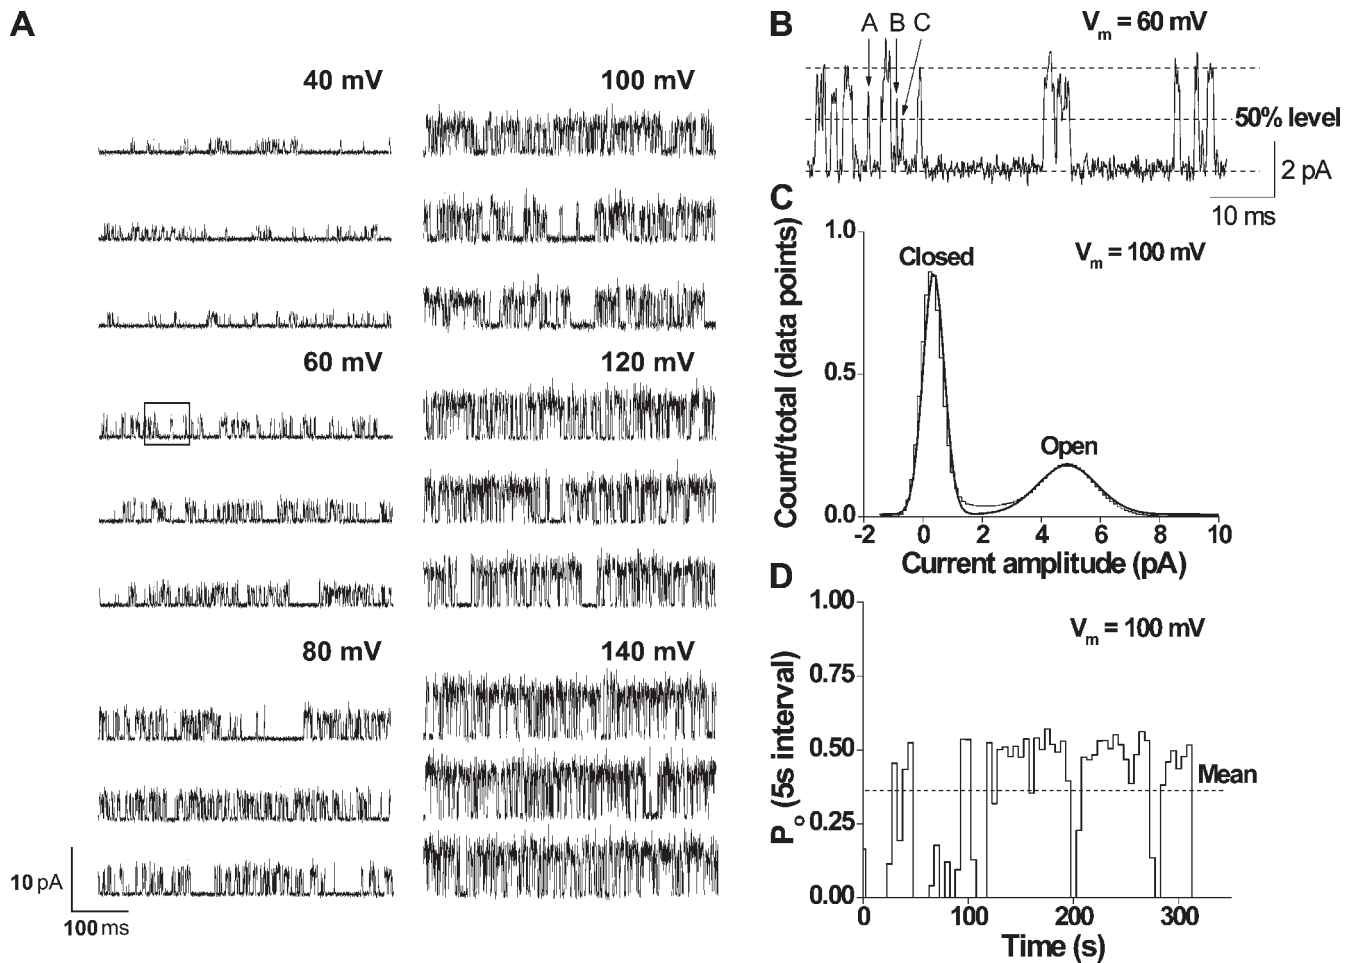 A
40 mV
100 mV
60 mV
120 mV
80 mV
140 mV
10 pA
100 ms
B
A B C
Vm = 60 mV
50% level
2 pA
10 ms
C
Vm = 100 mV
Closed
Open
Count/total (data points)
1.0
0.5
0.0
-2 0 2 4 6 8 10
Current amplitude (pA)
D
Vm = 100 mV
Po (5s interval)
1.00
0.75
0.50
0.25
0.00
Mean
0 100 200 300
Time (s)